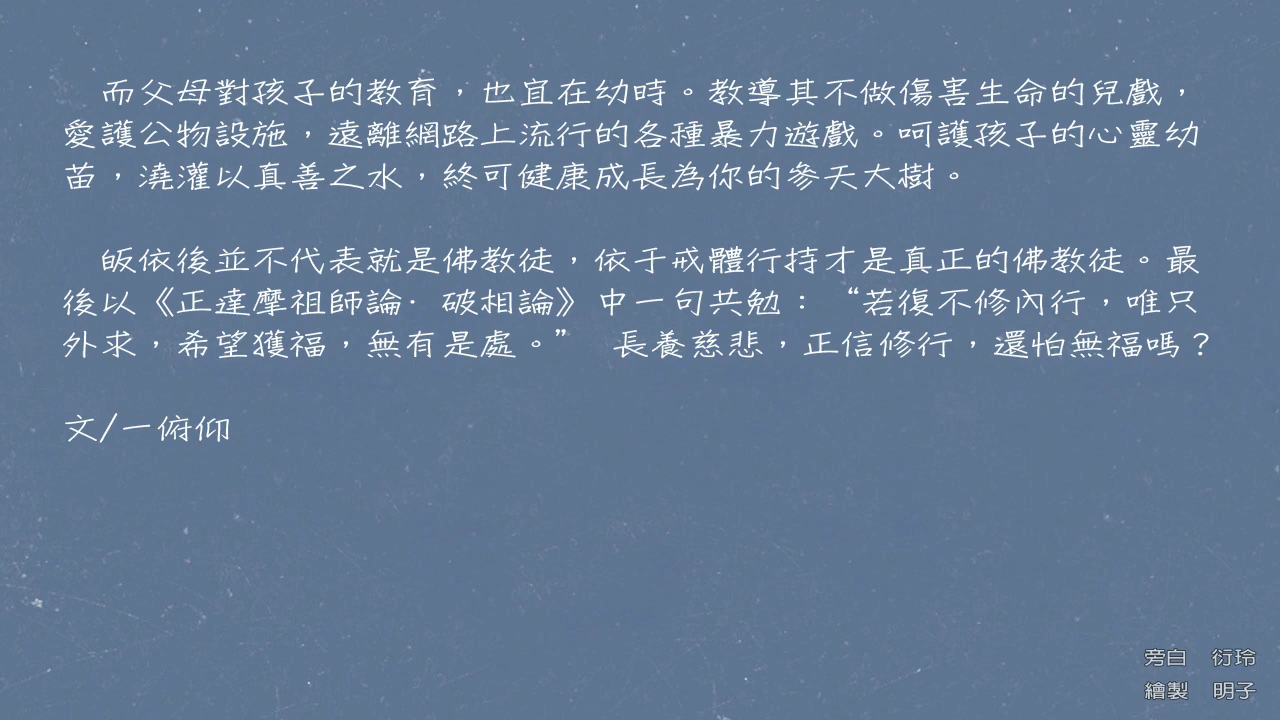 而父母對孩子的教育，也宜在幼時。教導其不做傷害生命的兒戲，
愛護公物設施，遠離網路上流行的各種暴力遊戲。呵護孩子的心靈幼
苗，澆灌以真善之水，終可健康成長為你的參天大樹。
皈依後並不代表就是佛教徒，依于戒體行持才是真正的佛教徒。最
後以《正達摩祖師論·破相論》中一句共勉：“若復不修內行，唯只
外求，希望獲福，無有是處。” 長養慈悲，正信修行，還怕無福嗎？
文/一俯仰
旁白 衍玲
繪製 明子